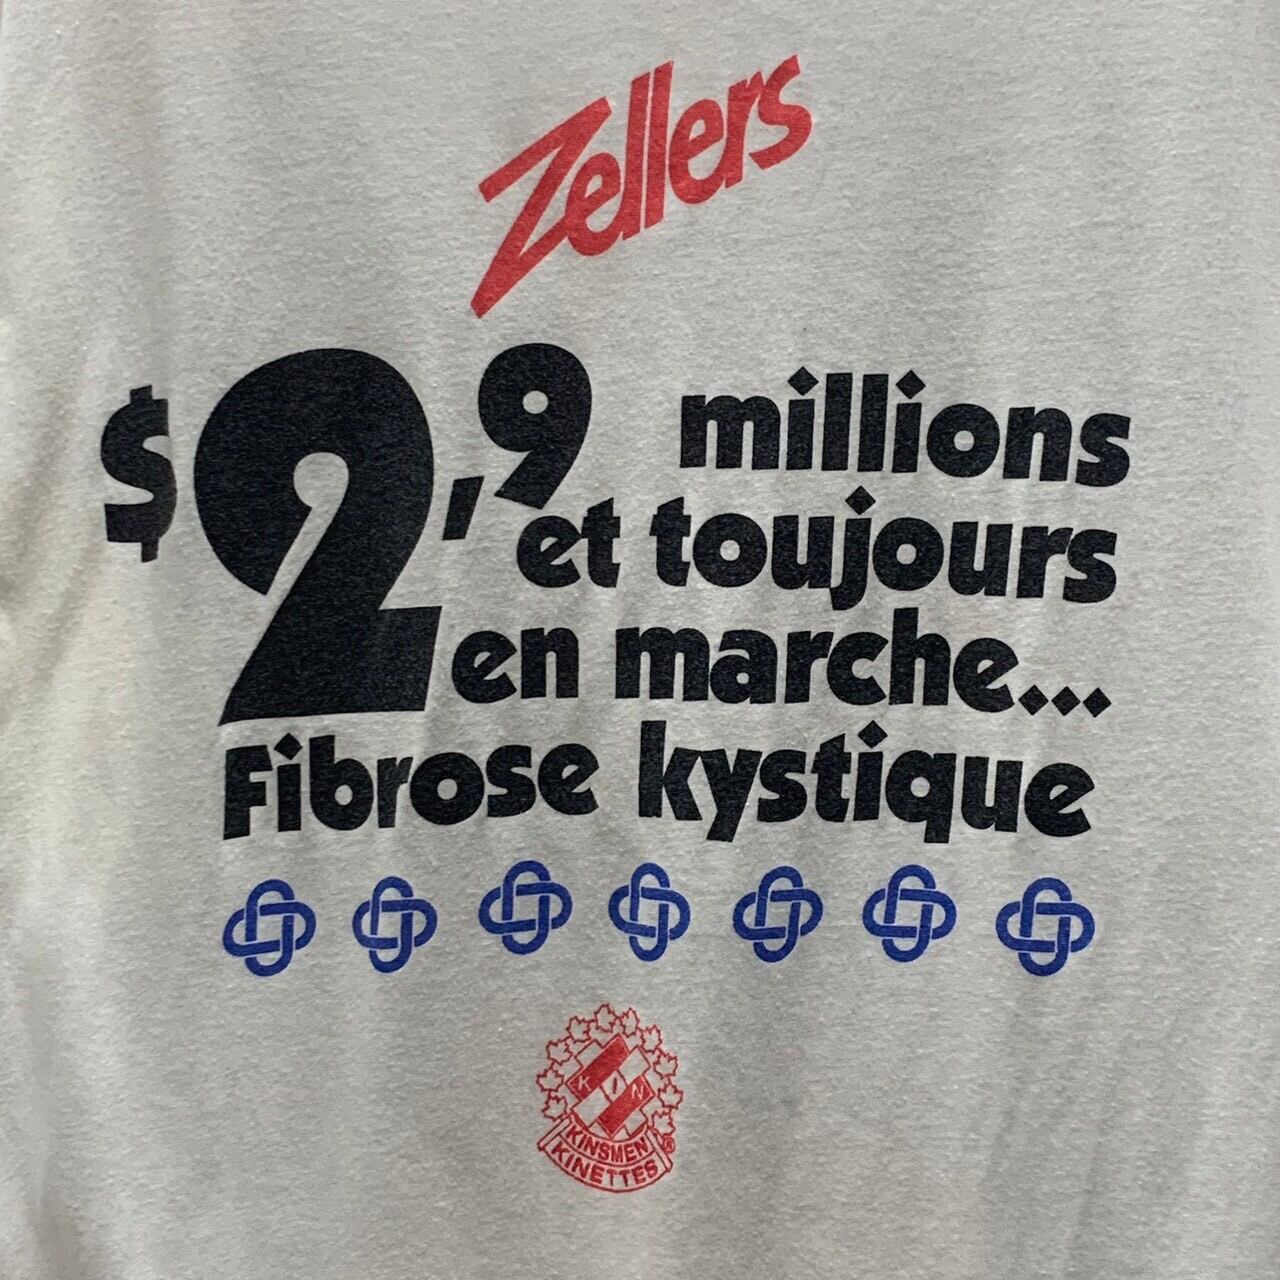 Zellers
$2,9 millions
et toujours
en marche...
Fibrose kystique
KIN
KINSMEN ®
KINETTES